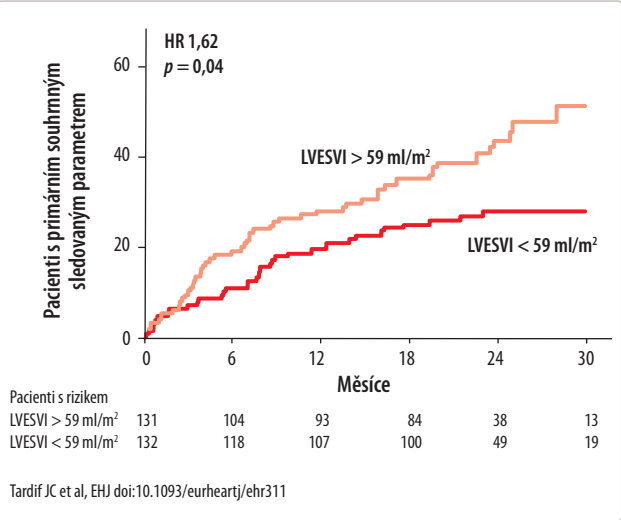 HR 1,62
p = 0,04
Pacienti s primárním souhrnným
sledovaným parametrem
60
40
20
0
LVESVI > 59 ml/m²
LVESVI < 59 ml/m²
0 6 12 18 24 30
Měsíce
Pacienti s rizikem
LVESVI > 59 ml/m² 131 104 93 84 38 13
LVESVI < 59 ml/m² 132 118 107 100 49 19
Tardif JC et al, EHJ doi:10.1093/eurheartj/ehr311